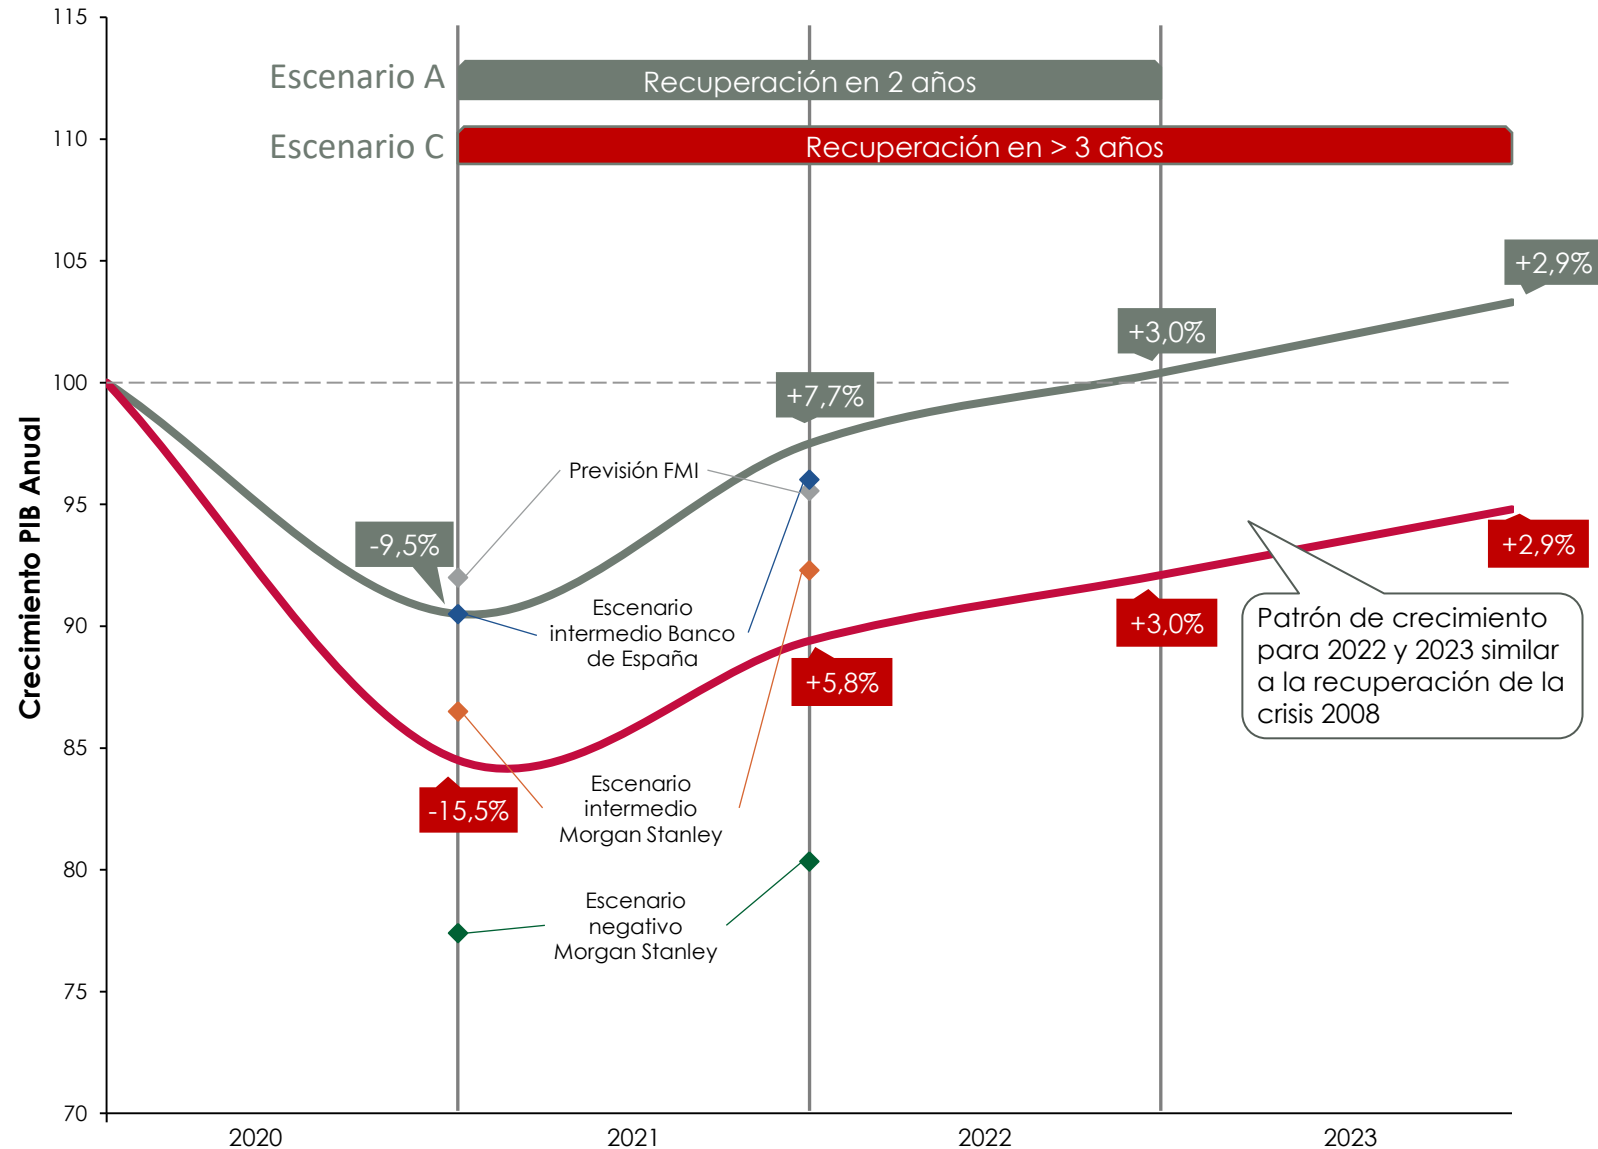 115
Escenario A
Recuperación en 2 años
110
Escenario C
Recuperación en > 3 años
105
+2,9%
+3,0%
100
+7,7%
Crecimiento PIB Anual
Previsión FMI
95
-9,5%
+2,9%
Escenario
intermedio Banco
de España
90
+3,0%
Patrón de crecimiento
para 2022 y 2023 similar
a la recuperación de la
crisis 2008
+5,8%
85
-15,5%
Escenario
intermedio
Morgan Stanley
80
Escenario
negativo
Morgan Stanley
75
70
2020
2021
2022
2023